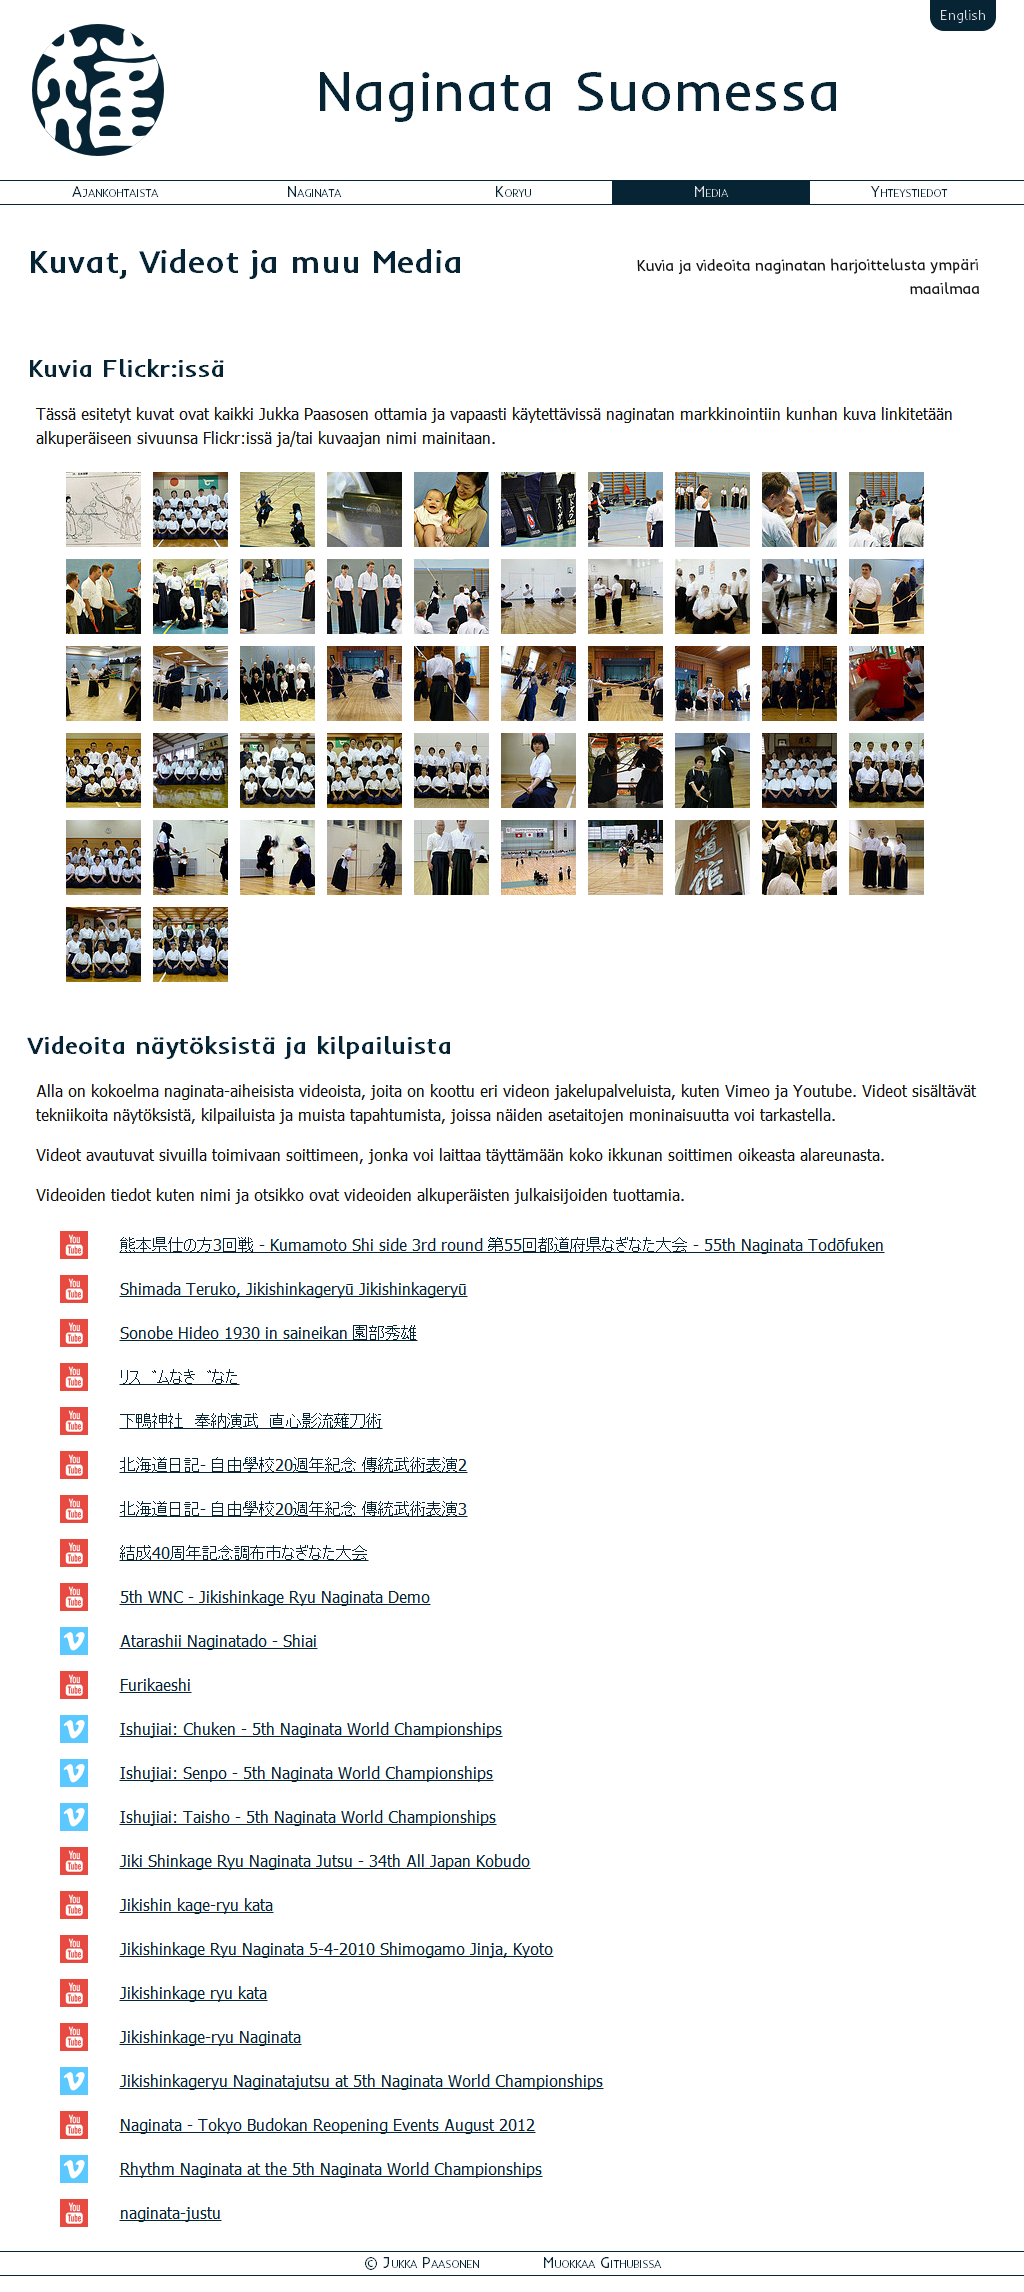 English
Naginata Suomessa
Ajankohtaista Naginata Koryu Media Yhteystiedot
Kuvat, Videot ja muu Media
Kuvia ja videoita naginatan harjoittelusta ympäri
maailmaa
Kuvia Flickr:issä
Tässä esitetyt kuvat ovat kaikki Jukka Paasosen ottamia ja vapaasti käytettävissä naginatan markkinointiin kunhan kuva linkitetään
alkuperäiseen sivuunsa Flickr:issä ja/tai kuvaajan nimi mainitaan.
Videoita näytöksistä ja kilpailuista
Alla on kokoelma naginata-aiheisista videoista, joita on koottu eri videon jakelupalveluista, kuten Vimeo ja Youtube. Videot sisältävät
tekniikoita näytöksistä, kilpailuista ja muista tapahtumista, joissa näiden asetaitojen moninaisuutta voi tarkastella.
Videot avautuvat sivuilla toimivaan soittimeen, jonka voi laittaa täyttämään koko ikkunan soittimen oikeasta alareunasta.
Videoiden tiedot kuten nimi ja otsikko ovat videoiden alkuperäisten julkaisijoiden tuottamia.
熊本県仕の方3回戦 - Kumamoto Shi side 3rd round 第55回都道府県なぎなた大会 - 55th Naginata Todōfuken
Shimada Teruko, Jikishinkageryū Jikishinkageryū
Sonobe Hideo 1930 in saineikan 園部秀雄
リズムなぎなた
下鴨神社　奉納演武　直心影流薙刀術
北海道日記- 自由學校20週年紀念 傳統武術表演2
北海道日記- 自由學校20週年紀念 傳統武術表演3
結成40周年記念調布市なぎなた大会
5th WNC - Jikishinkage Ryu Naginata Demo
Atarashii Naginatado - Shiai
Furikaeshi
Ishujiai: Chuken - 5th Naginata World Championships
Ishujiai: Senpo - 5th Naginata World Championships
Ishujiai: Taisho - 5th Naginata World Championships
Jiki Shinkage Ryu Naginata Jutsu - 34th All Japan Kobudo
Jikishin kage-ryu kata
Jikishinkage Ryu Naginata 5-4-2010 Shimogamo Jinja, Kyoto
Jikishinkage ryu kata
Jikishinkage-ryu Naginata
Jikishinkageryu Naginatajutsu at 5th Naginata World Championships
Naginata - Tokyo Budokan Reopening Events August 2012
Rhythm Naginata at the 5th Naginata World Championships
naginata-justu
© Jukka Paasonen Muokkaa Githubissa